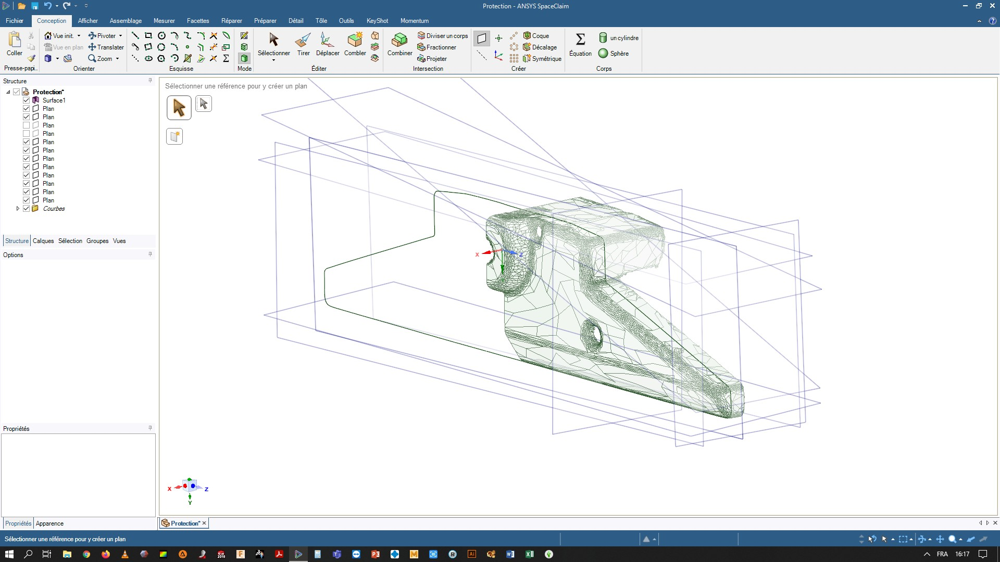 Protection - ANSYS SpaceClaim
Fichier Conception Afficher Assemblage Mesurer Facettes Réparer Préparer Détail Tôle Outils KeyShot Momentum
Coller
Presse-papi...
Vue init.
Pivoter
Vue en plan
Translater
Zoom
Orienter
Esquisse
Mode
Sélectionner
Tirer
Déplacer
Combler
Éditer
Combiner
Diviser un corps
Fractionner
Projeter
Intersection
Coque
Décalage
Symétrique
Créer
Équation
un cylindre
Sphère
Corps
Structure
Protection*
Surface1
Plan
Plan
Plan
Plan
Plan
Plan
Plan
Plan
Plan
Plan
Plan
Plan
Courbes
Structure Calques Sélection Groupes Vues
Options
Propriétés
Propriétés Apparence
Sélectionner une référence pour y créer un plan
X
Z
X
Z
Y
Protection*
Sélectionner une référence pour y créer un plan
FRA 16:17